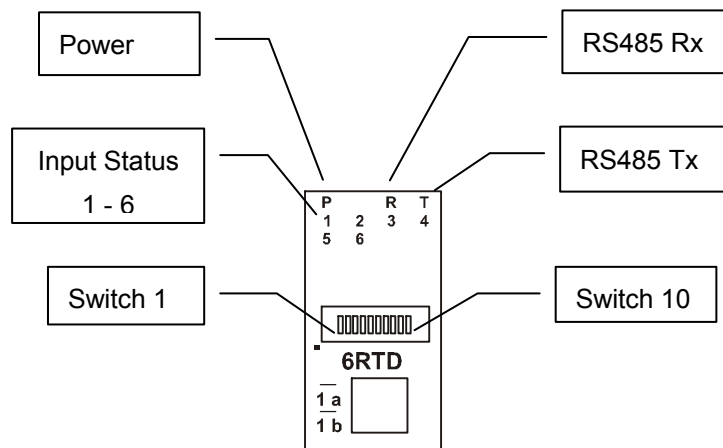 Power
RS485 Rx
Input Status
1 - 6
RS485 Tx
P R T
1 2 3 4
5 6
Switch 1
Switch 10
6RTD
1 a
1 b